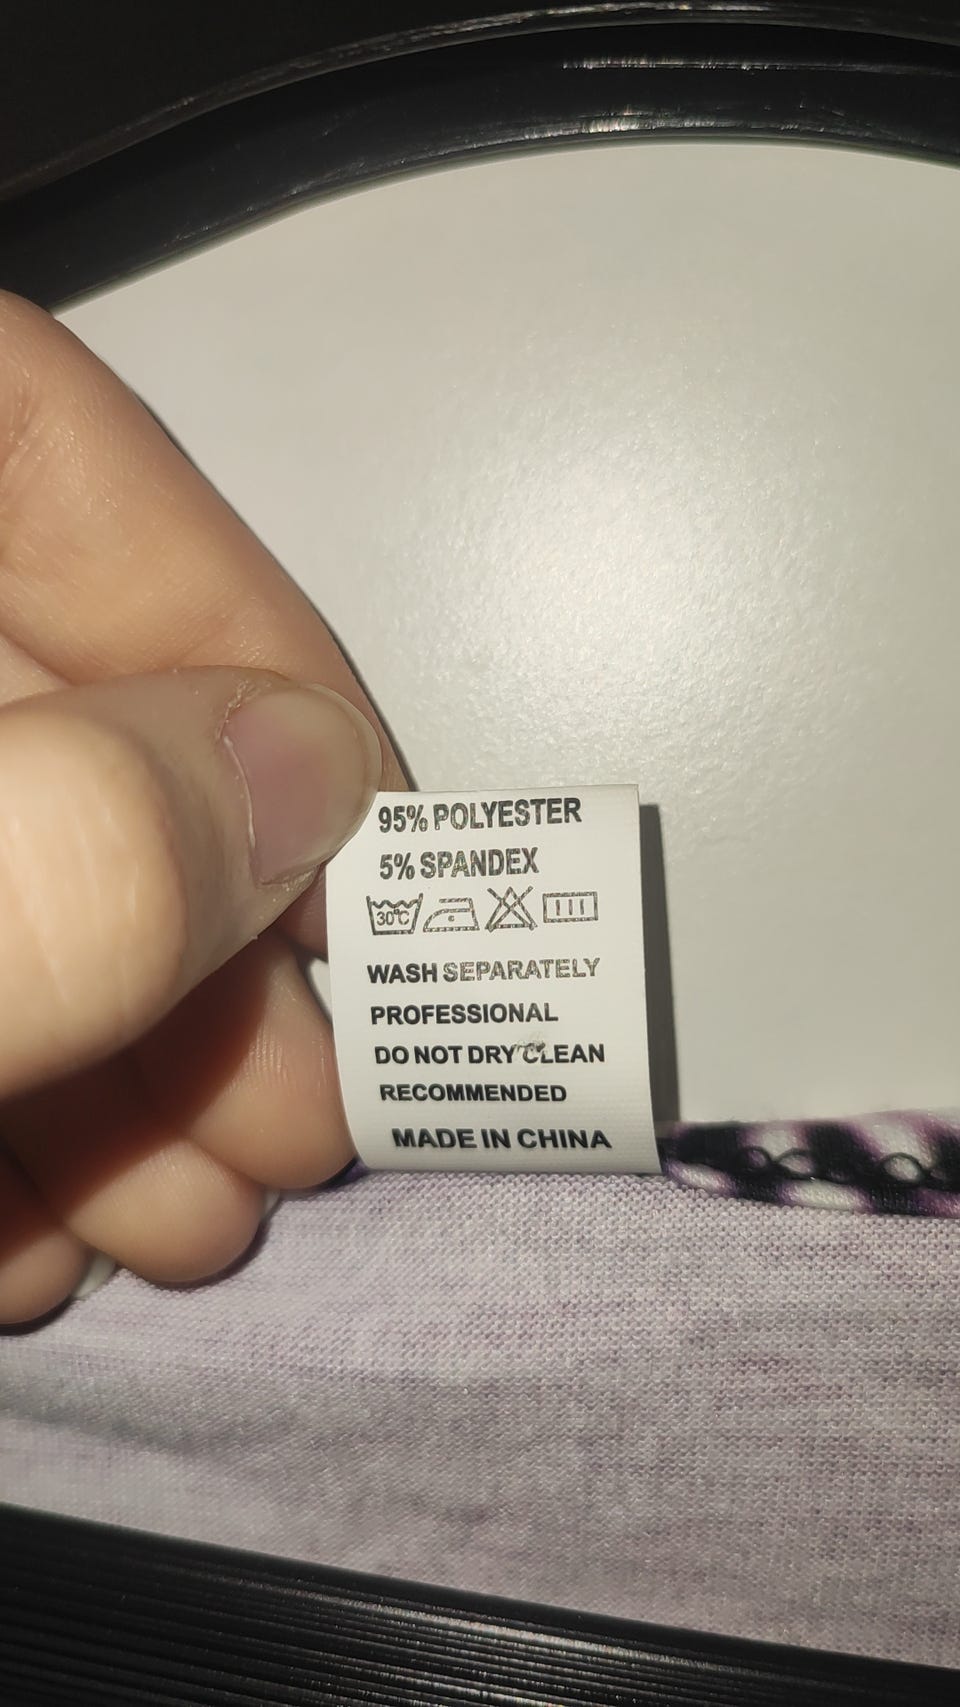 95% POLYESTER
5% SPANDEX
30°C
WASH SEPARATELY
PROFESSIONAL
DO NOT DRY CLEAN
RECOMMENDED
MADE IN CHINA